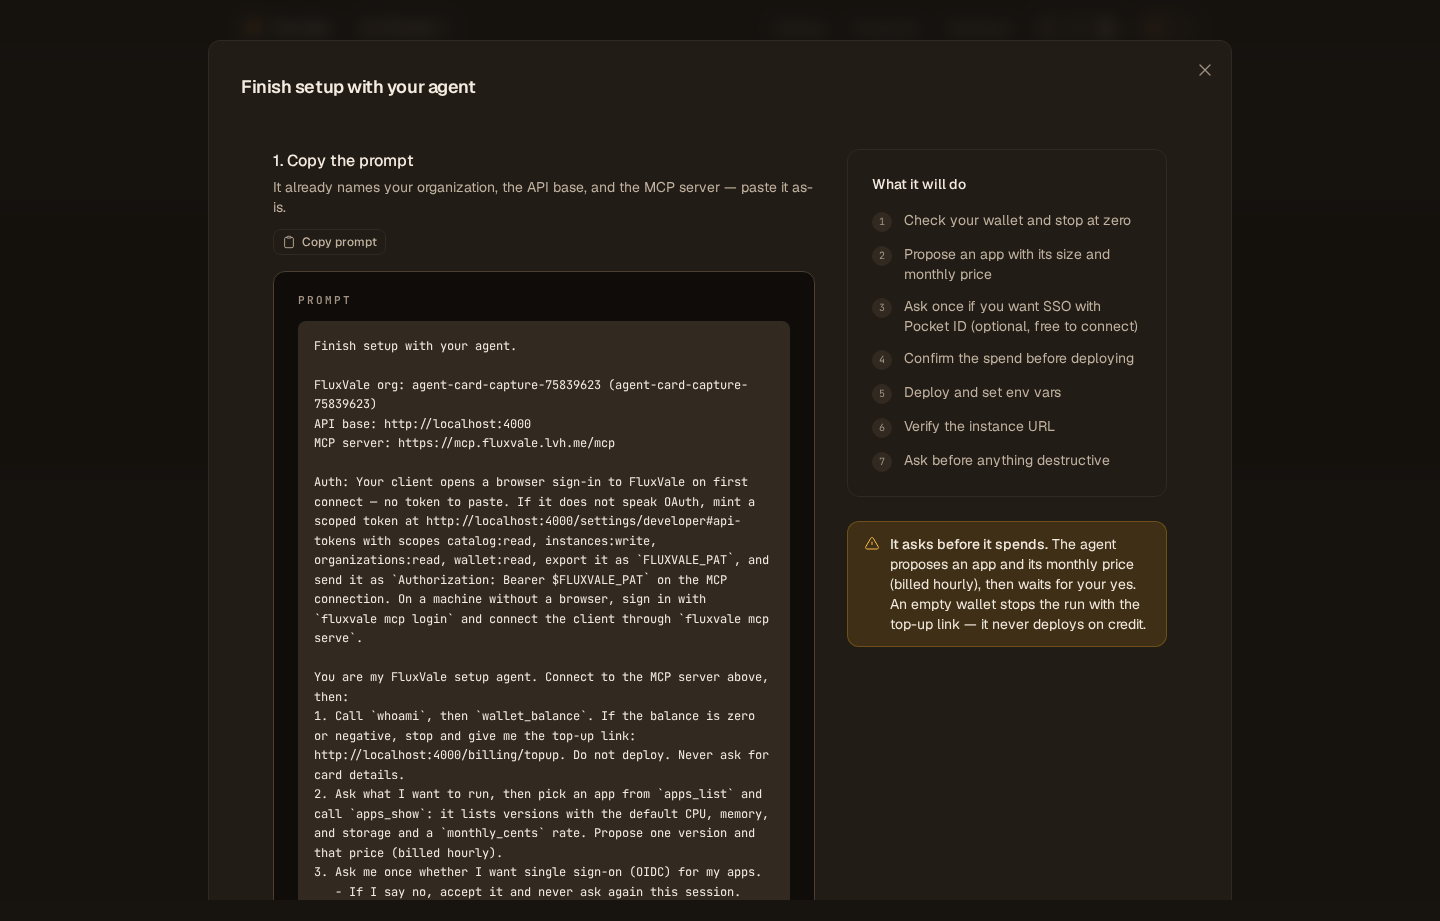 Finish setup with your agent
1. Copy the prompt
It already names your organization, the API base, and the MCP server — paste it as-
is.
Copy prompt
PROMPT
Finish setup with your agent.
FluxVale org: agent-card-capture-75839623 (agent-card-capture-
75839623)
API base: http://localhost:4000
MCP server: https://mcp.fluxvale.lvh.me/mcp
Auth: Your client opens a browser sign-in to FluxVale on first
connect — no token to paste. If it does not speak OAuth, mint a
scoped token at http://localhost:4000/settings/developer#api-
tokens with scopes catalog:read, instances:write,
organizations:read, wallet:read, export it as `FLUXVALE_PAT`, and
send it as `Authorization: Bearer $FLUXVALE_PAT` on the MCP
connection. On a machine without a browser, sign in with
`fluxvale mcp login` and connect the client through `fluxvale mcp
serve`.
You are my FluxVale setup agent. Connect to the MCP server above,
then:
1. Call `whoami`, then `wallet_balance`. If the balance is zero
or negative, stop and give me the top-up link:
http://localhost:4000/billing/topup. Do not deploy. Never ask for
card details.
2. Ask what I want to run, then pick an app from `apps_list` and
call `apps_show`: it lists versions with the default CPU, memory,
and storage and a `monthly_cents` rate. Propose one version and
that price (billed hourly).
3. Ask me once whether I want single sign-on (OIDC) for my apps.
- If I say no, accept it and never ask again this session.
What it will do
1 Check your wallet and stop at zero
2 Propose an app with its size and
monthly price
3 Ask once if you want SSO with
Pocket ID (optional, free to connect)
4 Confirm the spend before deploying
5 Deploy and set env vars
6 Verify the instance URL
7 Ask before anything destructive
It asks before it spends. The agent
proposes an app and its monthly price
(billed hourly), then waits for your yes.
An empty wallet stops the run with the
top-up link — it never deploys on credit.